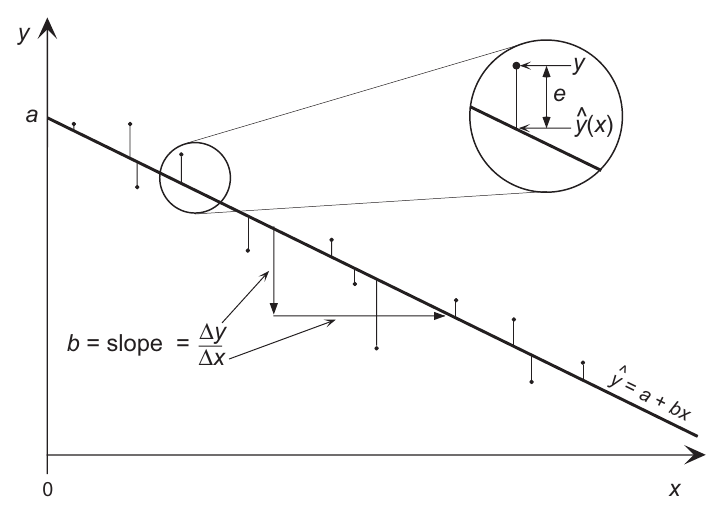 y
a
y
e
ŷ(x)
b = slope = Δy
Δx
ŷ = a + bx
0
x